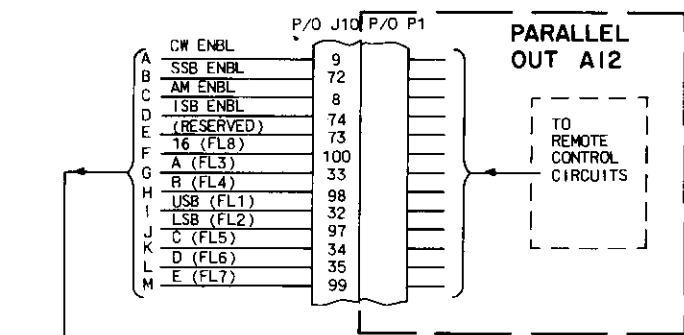 P/O J10 P/O P1
PARALLEL
OUT A12
A CW ENBL 9
B SSB ENBL 72
C AM ENBL 8
D ISB ENBL 74
E (RESERVED) 73
F 16 (FL8) 100
G A (FL3) 33
H B (FL4) 98
I USB (FL1) 32
J LSB (FL2) 97
K C (FL5) 34
L D (FL6) 35
M E (FL7) 99
TO
REMOTE
CONTROL
CIRCUITS